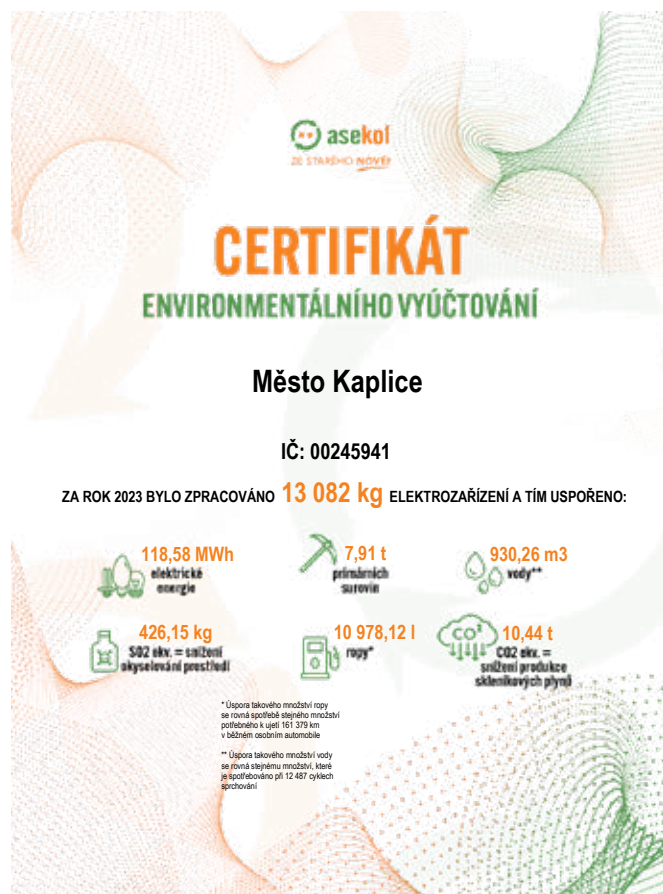 asekol
ZE STARÉHO NOVÉ!
CERTIFIKÁT
ENVIRONMENTÁLNÍHO VYÚČTOVÁNÍ
Město Kaplice
IČ: 00245941
ZA ROK 2023 BYLO ZPRACOVÁNO 13 082 kg ELEKTROZAŘÍZENÍ A TÍM USPOŘENO:
118,58 MWh
elektrické
energie
7,91 t
primárních
surovin
930,26 m3
vody**
426,15 kg
SO2 ekv. = snížení
okyselování prostředí
10 978,12 l
ropy*
CO2
10,44 t
CO2 ekv. =
snížení produkce
skleníkových plynů
* Úspora takového množství ropy
se rovná spotřebě stejného množství
potřebného k ujetí 161 379 km
v běžném osobním automobile
** Úspora takového množství vody
se rovná stejnému množství, které
je spotřebováno při 12 487 cyklech
sprchování